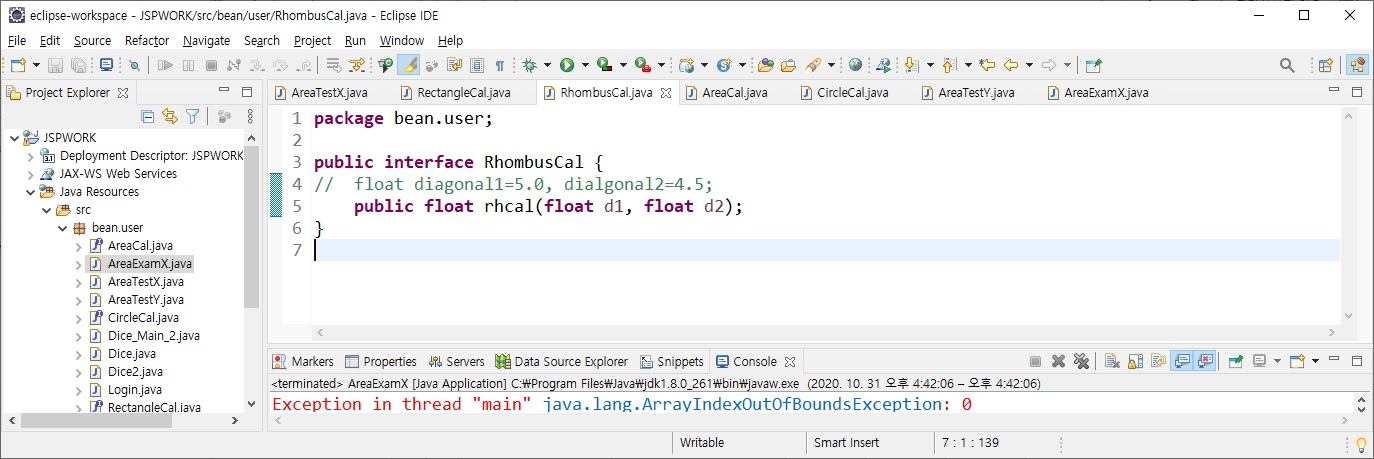 eclipse-workspace - JSPWORK/src/bean/user/RhombusCal.java - Eclipse IDE
File Edit Source Refactor Navigate Search Project Run Window Help
Project Explorer
JSPWORK
Deployment Descriptor: JSPWORK
JAX-WS Web Services
Java Resources
src
bean.user
AreaCal.java
AreaExamX.java
AreaTestX.java
AreaTestY.java
CircleCal.java
Dice_Main_2.java
Dice.java
Dice2.java
Login.java
RectangleCal.java
AreaTestX.java RectangleCal.java RhombusCal.java AreaCal.java CircleCal.java AreaTestY.java AreaExamX.java
1 package bean.user;
2
3 public interface RhombusCal {
4 // float diagonal1=5.0, dialgonal2=4.5;
5 public float rhcal(float d1, float d2);
6 }
7
Markers Properties Servers Data Source Explorer Snippets Console
<terminated> AreaExamX [Java Application] C:₩Program Files₩Java₩jdk1.8.0_261₩bin₩javaw.exe (2020. 10. 31 오후 4:42:06 – 오후 4:42:06)
Exception in thread "main" java.lang.ArrayIndexOutOfBoundsException: 0
Writable Smart Insert 7 : 1 : 139